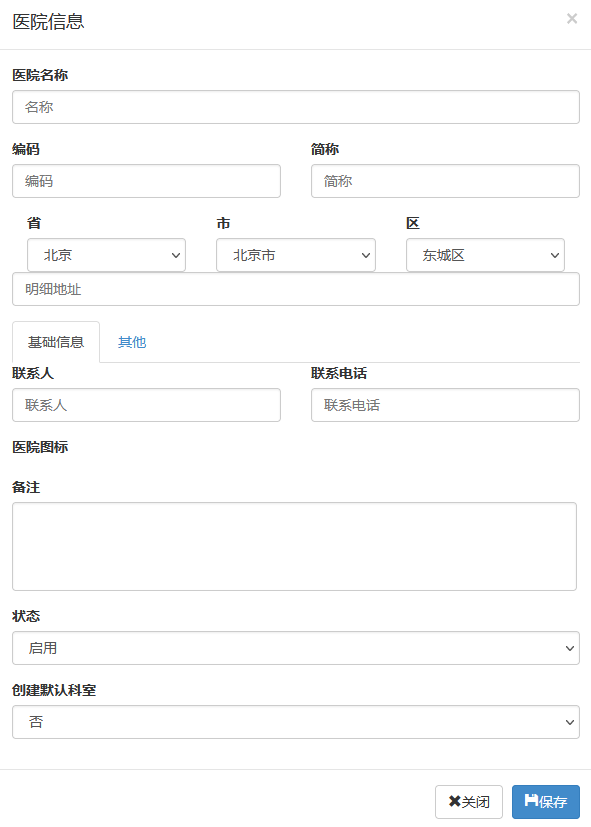 医院信息
×
医院名称
名称
编码 简称
编码 简称
省 市 区
北京 北京市 东城区
明细地址
基础信息 其他
联系人 联系电话
联系人 联系电话
医院图标
备注
状态
启用
创建默认科室
否
关闭 保存